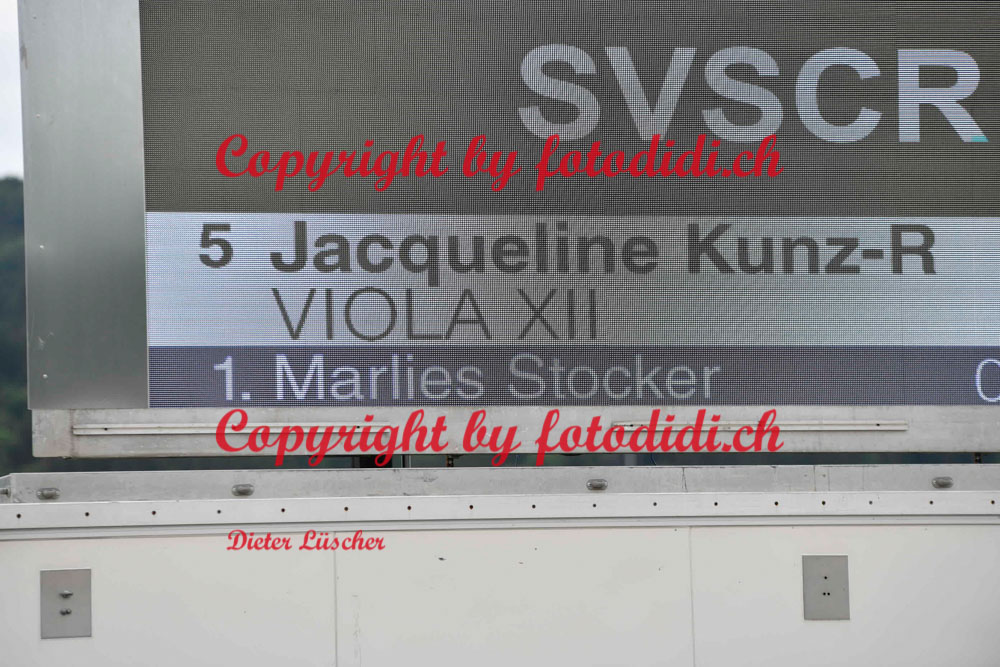 SVSCR
Copyright by fotodidi.ch
5 Jacqueline Kunz-R
VIOLA XII
1. Marlies Stocker
Copyright by fotodidi.ch
Dieter Lüscher